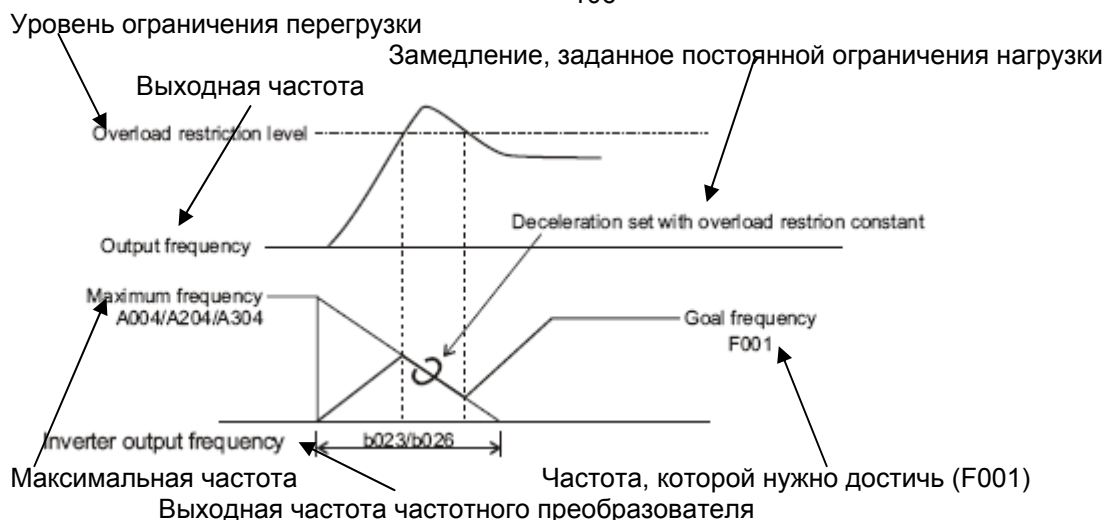 Уровень ограничения перегрузки
Замедление, заданное постоянной ограничения нагрузки
Выходная частота
Overload restriction level
Deceleration set with overload restrion constant
Output frequency
Maximum frequency
A004/A204/A304
Goal frequency
F001
Inverter output frequency
b023/b026
Максимальная частота
Частота, которой нужно достичь (F001)
Выходная частота частотного преобразователя